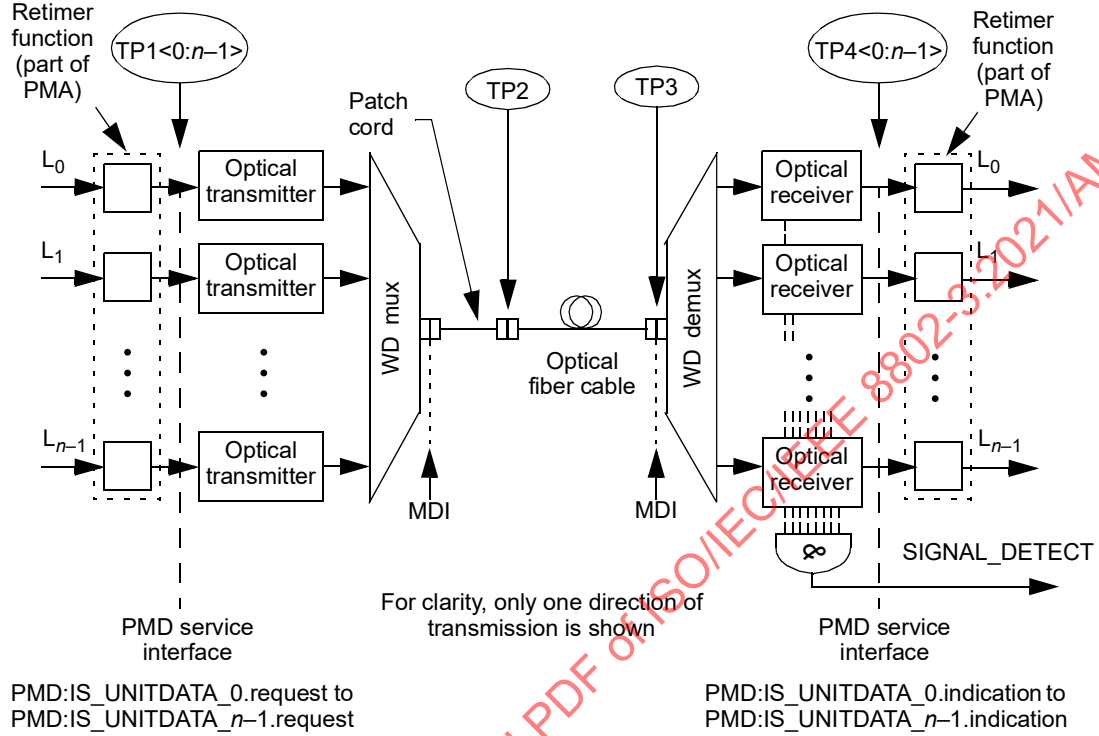 Retimer
function
(part of
PMA)
TP1<0:n–1>
TP2
TP3
TP4<0:n–1>
Retimer
function
(part of
PMA)
Patch
cord
L0
Optical
transmitter
Optical
receiver
L0
L1
Optical
transmitter
Optical
receiver
L1
WD mux
WD demux
Optical
fiber cable
Ln–1
Optical
transmitter
Optical
receiver
Ln–1
MDI
MDI
&
SIGNAL_DETECT
For clarity, only one direction of
transmission is shown
PMD service
interface
PMD service
interface
PMD:IS_UNITDATA_0.request to
PMD:IS_UNITDATA_n–1.request
PMD:IS_UNITDATA_0.indication to
PMD:IS_UNITDATA_n–1.indication
PDF of ISO/IEC/IEEE 8802-3:2021/AM